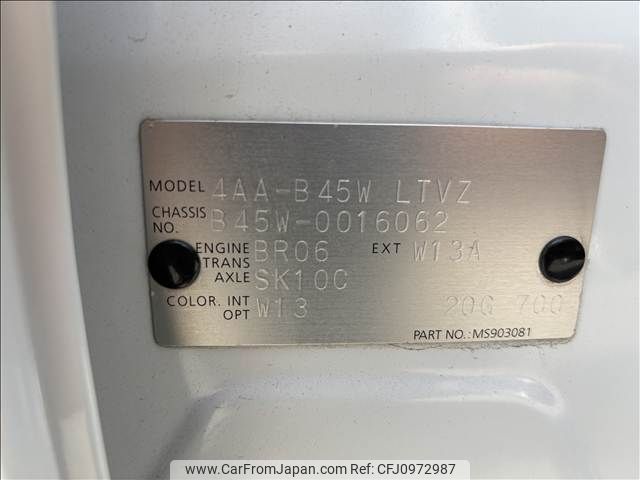 MODEL 4AA-B45W LTVZ
CHASSIS NO. B45W-0016062
ENGINE BR06 EXT W13A
TRANS AXLE SK10C
COLOR. INT OPT W13 20G 700
PART NO.:MS903081
www.CarFromJapan.com © CFJ0972987